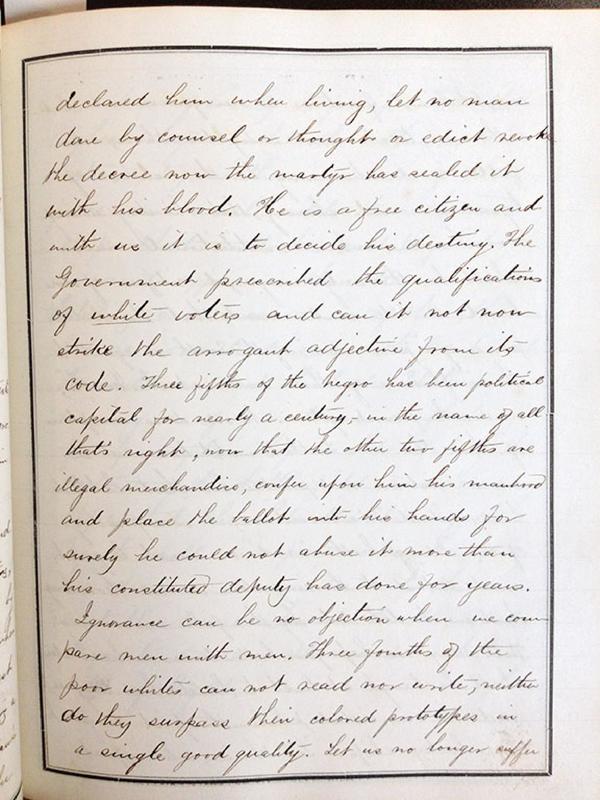 declared him when living, let no man
dare by counsel or thought or edict revoke
the decree now the martyr has sealed it
with his blood. He is a free citizen and
with us it is to decide his destiny. The
Government prescribed the qualifications
of white voters and can it not now
strike the arrogant adjective from its
code. Three fifths of the negro has been political
capital for nearly a century,- in the name of all
that's right, now that the other two fifths are
illegal merchandise, confer upon him his manhood
and place the ballot into his hands for
surely he could not abuse it more than
his constituted deputy has done for years.
Ignorance can be no objection when we com-
pare men with men. Three fourths of the
poor whites can not read nor write, neither
do they surpass their colored prototypes in
a single good quality. Let us no longer suffer